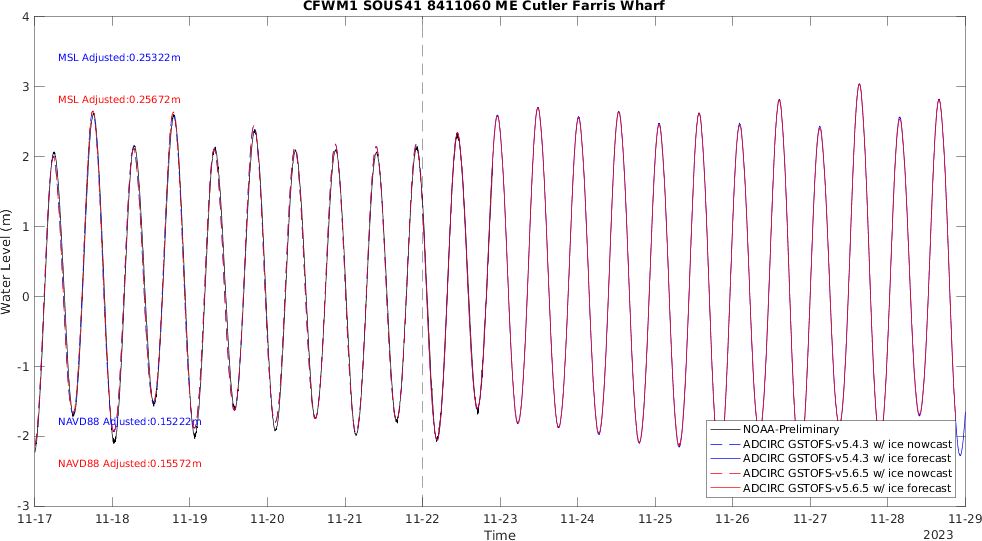 CFWM1 SOUS41 8411060 ME Cutler Farris Wharf
4
3
2
1
0
-1
-2
-3
Water Level (m)
MSL Adjusted:0.25322m
MSL Adjusted:0.25672m
NAVD88 Adjusted:0.15222m
NAVD88 Adjusted:0.15572m
NOAA-Preliminary
ADCIRC GSTOFS-v5.4.3 w/ ice nowcast
ADCIRC GSTOFS-v5.4.3 w/ ice forecast
ADCIRC GSTOFS-v5.6.5 w/ ice nowcast
ADCIRC GSTOFS-v5.6.5 w/ ice forecast
11-17 11-18 11-19 11-20 11-21 11-22 11-23 11-24 11-25 11-26 11-27 11-28 11-29
Time
2023